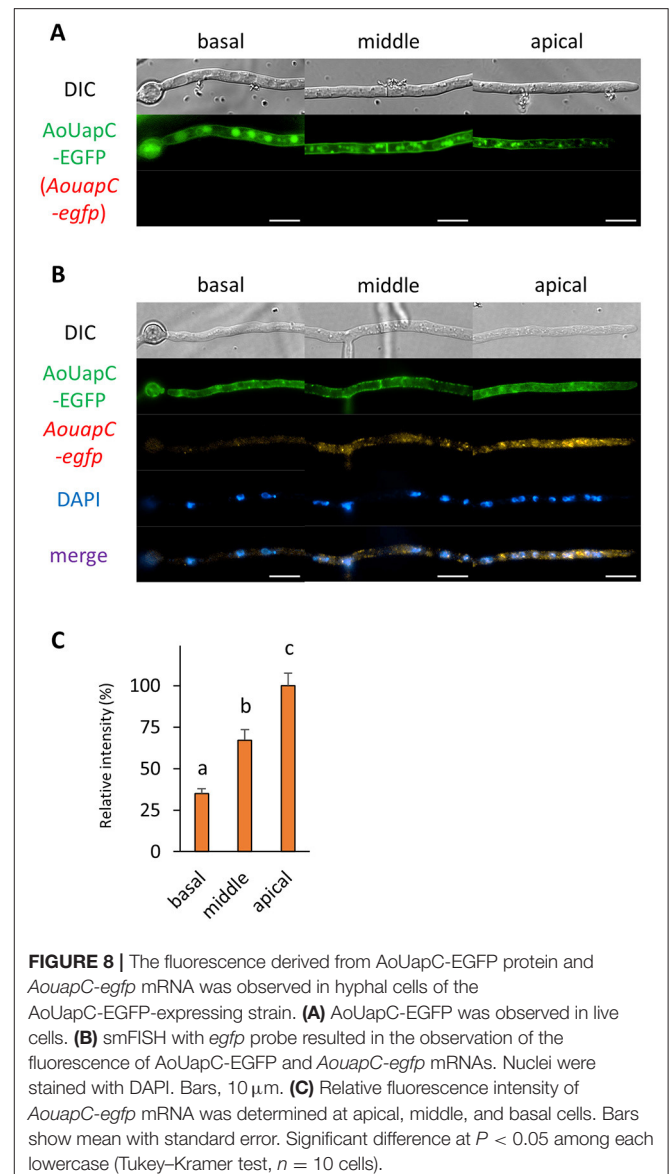 A
basal middle apical
DIC
AoUapC
-EGFP
(AouapC
-egfp)
B
basal middle apical
DIC
AoUapC
-EGFP
AouapC
-egfp
DAPI
merge
C
Relative intensity (%)
100
75
50
25
0
a
b
c
basal
middle
apical
FIGURE 8 | The fluorescence derived from AoUapC-EGFP protein and
AouapC-egfp mRNA was observed in hyphal cells of the
AoUapC-EGFP-expressing strain. (A) AoUapC-EGFP was observed in live
cells. (B) smFISH with egfp probe resulted in the observation of the
fluorescence of AoUapC-EGFP and AouapC-egfp mRNAs. Nuclei were
stained with DAPI. Bars, 10 μm. (C) Relative fluorescence intensity of
AouapC-egfp mRNA was determined at apical, middle, and basal cells. Bars
show mean with standard error. Significant difference at P < 0.05 among each
lowercase (Tukey–Kramer test, n = 10 cells).